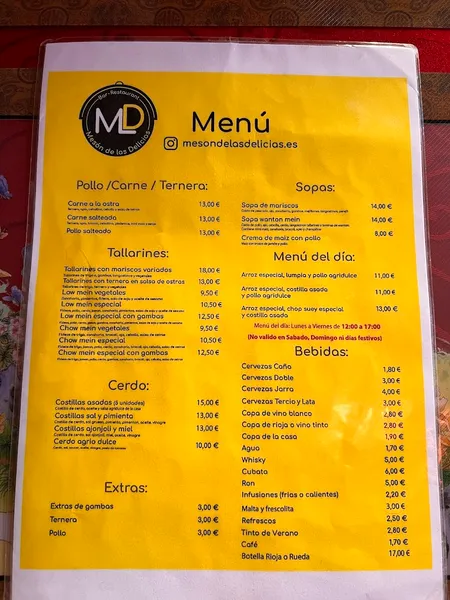 Bar-Restaurant
MD
Mesón de las Delicias
Menú
mesondelasdelicias.es
Pollo /Carne / Ternera:
Carne a la ostra 13,00 €
Carne salteada 13,00 €
Pollo salteado 13,00 €
Tallarines:
Tallarines con mariscos variados 18,00 €
Tallarines con ternera en salsa de ostras 13,00 €
Low mein vegetales 9,50 €
Low mein especial 10,50 €
Low mein especial con gambas 12,50 €
Chow mein vegetales 9,50 €
Chow mein especial 10,50 €
Chow mein especial con gambas 12,50 €
Cerdo:
Costillas asadas (5 unidades) 15,00 €
Costillas sal y pimienta 13,00 €
Costillas ajonjoli y miel 13,00 €
Cerdo agrio dulce 10,00 €
Extras:
Extras de gambas 3,00 €
Ternera 3,00 €
Pollo 3,00 €
Sopas:
Sopa de mariscos 14,00 €
Sopa wantan mein 14,00 €
Crema de maiz con pollo 8,00 €
Menú del día:
Arroz especial, lumpia y pollo agridulce 11,00 €
Arroz especial, costilla asada
y pollo agridulce 11,00 €
Arroz especial, chop suey especial
y costilla asada 13,00 €
Menú del día: Lunes a Viernes de 12:00 a 17:00
(No valido en Sabado, Domingo ni días festivos)
Bebidas:
Cervezas Caña 1,80 €
Cervezas Doble 3,00 €
Cervezas Jarra 4,00 €
Cervezas Tercio y Lata 3,00 €
Copa de vino blanco 2,80 €
Copa de rioja o vino tinto 2,80 €
Copa de la casa 1,90 €
Agua 1,70 €
Whisky 5,00 €
Cubata 6,00 €
Ron 5,00 €
Infusiones (frías o calientes) 2,20 €
Malta y frescolita 3,00 €
Refrescos 2,50 €
Tinto de Verano 2,80 €
Café 1,70 €
Botella Rioja o Rueda 17,00 €